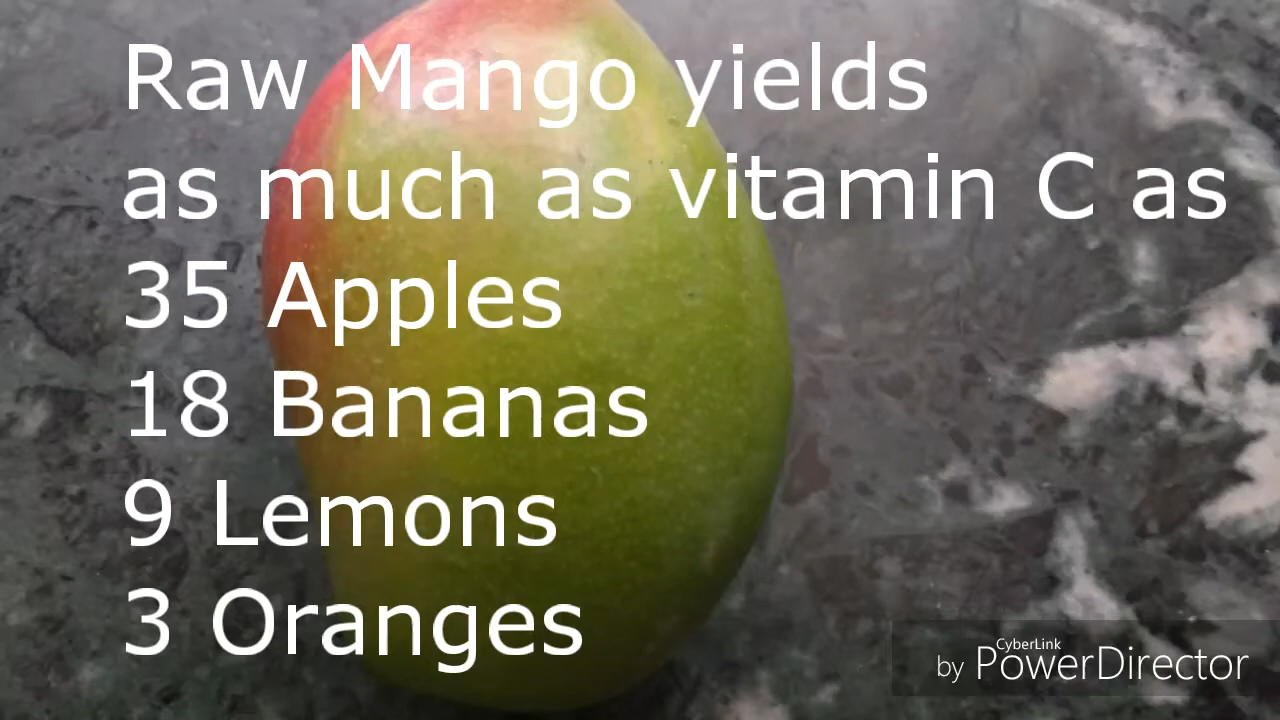 Raw Mango yields
as much as vitamin C as
35 Apples
18 Bananas
9 Lemons
3 Oranges
by CyberLink PowerDirector